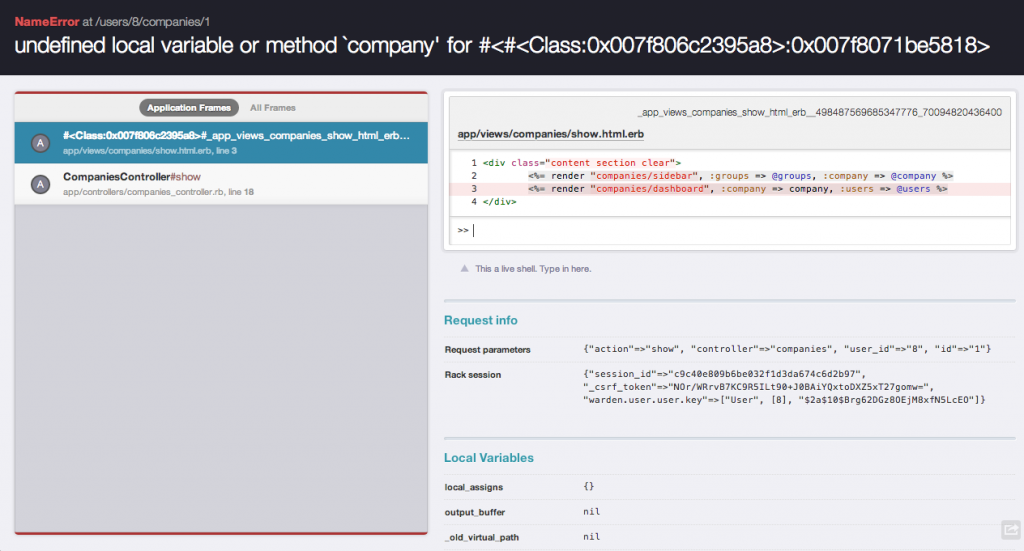 NameError at /users/8/companies/1
undefined local variable or method `company' for #<#<Class:0x007f806c2395a8>:0x007f8071be5818>
Application Frames All Frames
A
#<Class:0x007f806c2395a8>#_app_views_companies_show_html_erb...
app/views/companies/show.html.erb, line 3
A
CompaniesController#show
app/controllers/companies_controller.rb, line 18
_app_views_companies_show_html_erb__498487569685347776_70094820436400
app/views/companies/show.html.erb
1 <div class="content section clear">
2 <%= render "companies/sidebar", :groups => @groups, :company => @company %>
3 <%= render "companies/dashboard", :company => company, :users => @users %>
4 </div>
>>
This a live shell. Type in here.
Request info
Request parameters {"action"=>"show", "controller"=>"companies", "user_id"=>"8", "id"=>"1"}
Rack session {"session_id"=>"c9c40e809b6be032f1d3da674c6d2b97",
"_csrf_token"=>"NOr/WRrvB7KC9R5ILt90+J0BAiYQxtoDXZ5xT27gomw=",
"warden.user.user.key"=>["User", [8], "$2a$10$Brg62DGz8OEjM8xfN5LcEO"]}
Local Variables
local_assigns {}
output_buffer nil
_old_virtual_path nil